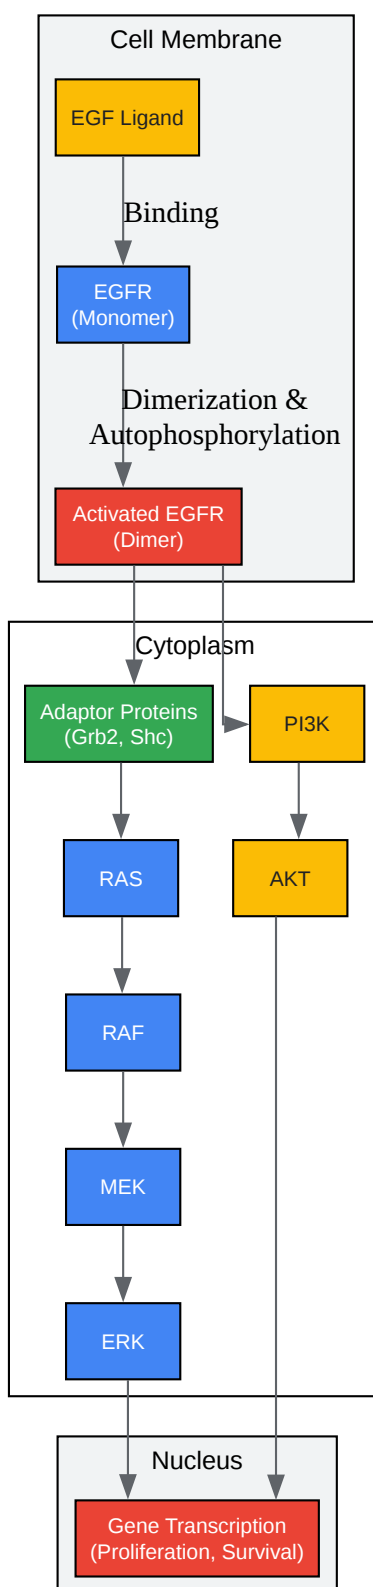 Cell Membrane
EGF Ligand
Binding
EGFR
(Monomer)
Dimerization &
Autophosphorylation
Activated EGFR
(Dimer)
Cytoplasm
Adaptor Proteins
(Grb2, Shc)
PI3K
RAS
AKT
RAF
MEK
ERK
Nucleus
Gene Transcription
(Proliferation, Survival)